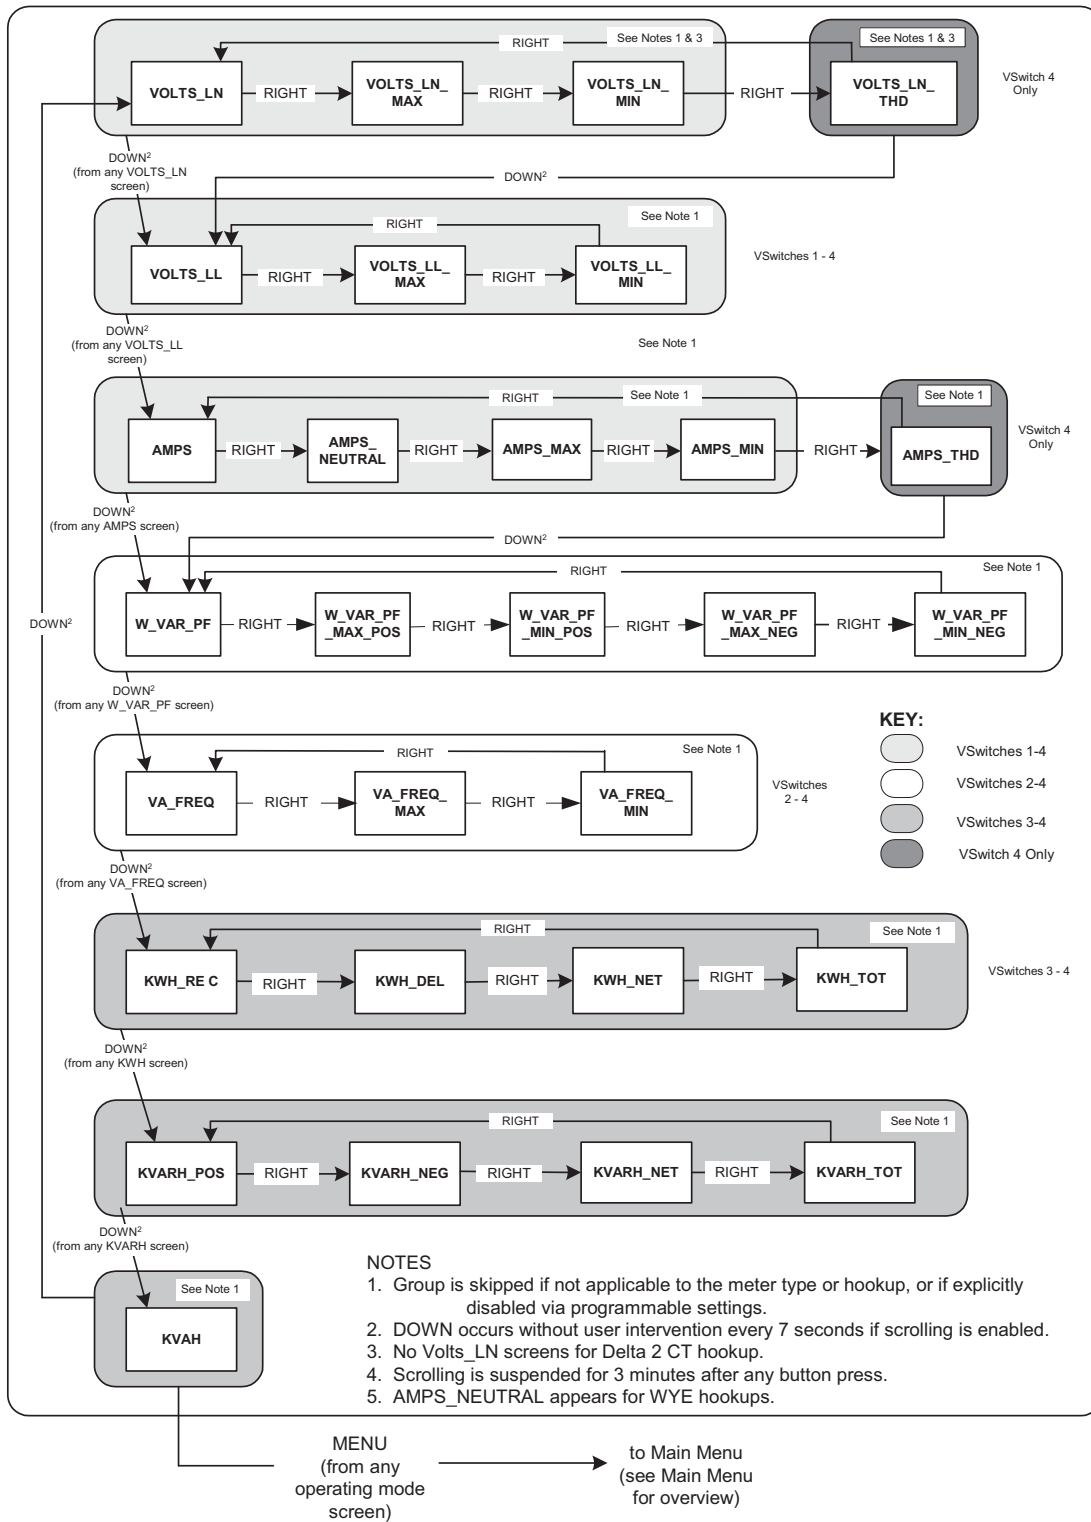 RIGHT
See Notes 1 & 3
See Notes 1 & 3
VOLTS_LN
RIGHT
VOLTS_LN_
MAX
RIGHT
VOLTS_LN_
MIN
RIGHT
VOLTS_LN_
THD
VSwitch 4
Only
DOWN2
(from any VOLTS_LN
screen)
DOWN2
RIGHT
See Note 1
VOLTS_LL
RIGHT
VOLTS_LL_
MAX
RIGHT
VOLTS_LL_
MIN
VSwitches 1 - 4
DOWN2
(from any VOLTS_LL
screen)
See Note 1
RIGHT
See Note 1
See Note 1
AMPS
RIGHT
AMPS_
NEUTRAL
RIGHT
AMPS_MAX
RIGHT
AMPS_MIN
RIGHT
AMPS_THD
VSwitch 4
Only
DOWN2
(from any AMPS screen)
DOWN2
RIGHT
See Note 1
DOWN2
W_VAR_PF
RIGHT
W_VAR_PF
_MAX_POS
RIGHT
W_VAR_PF
_MIN_POS
RIGHT
W_VAR_PF
_MAX_NEG
RIGHT
W_VAR_PF
_MIN_NEG
DOWN2
(from any W_VAR_PF screen)
RIGHT
See Note 1
VA_FREQ
RIGHT
VA_FREQ_
MAX
RIGHT
VA_FREQ_
MIN
VSwitches
2 - 4
KEY:
VSwitches 1-4
VSwitches 2-4
VSwitches 3-4
VSwitch 4 Only
DOWN2
(from any VA_FREQ screen)
RIGHT
See Note 1
KWH_RE C
RIGHT
KWH_DEL
RIGHT
KWH_NET
RIGHT
KWH_TOT
VSwitches 3 - 4
DOWN2
(from any KWH screen)
RIGHT
See Note 1
KVARH_POS
RIGHT
KVARH_NEG
RIGHT
KVARH_NET
RIGHT
KVARH_TOT
DOWN2
(from any KVARH screen)
See Note 1
KVAH
NOTES
1. Group is skipped if not applicable to the meter type or hookup, or if explicitly
disabled via programmable settings.
2. DOWN occurs without user intervention every 7 seconds if scrolling is enabled.
3. No Volts_LN screens for Delta 2 CT hookup.
4. Scrolling is suspended for 3 minutes after any button press.
5. AMPS_NEUTRAL appears for WYE hookups.
MENU
(from any
operating mode
screen)
to Main Menu
(see Main Menu
for overview)